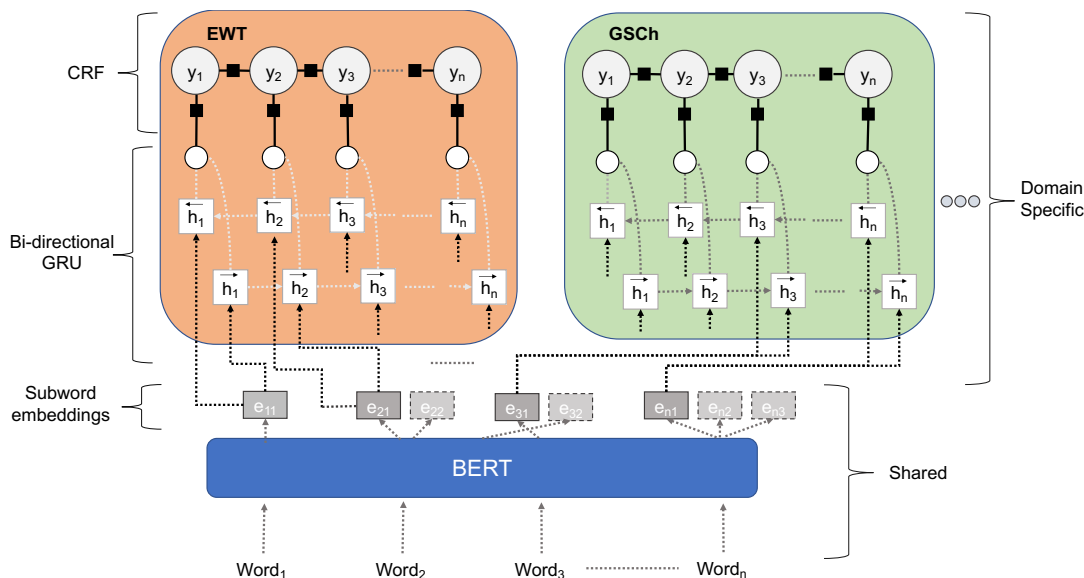 EWT
GSCh
CRF
y1 y2 y3 yn
y1 y2 y3 yn
h1 h2 h3 hn
h1 h2 h3 hn
Domain
Specific
Bi-directional
GRU
h1 h2 h3 hn
h1 h2 h3 hn
Subword
embeddings
e11 e21 e22 e31 e32 en1 en2 en3
BERT
Shared
Word1 Word2 Word3 Wordn